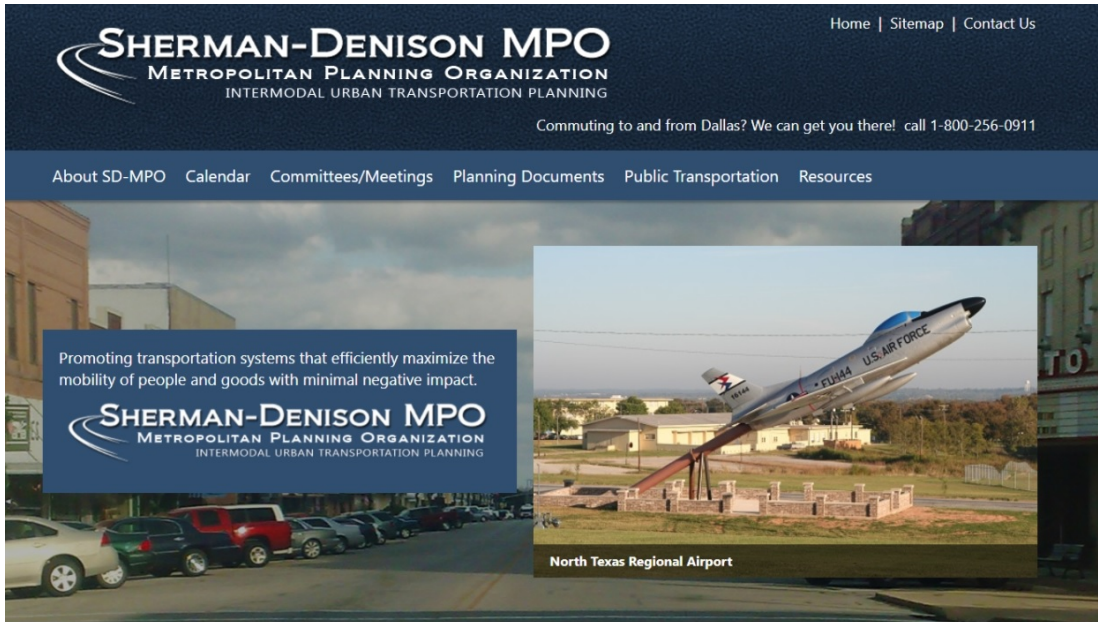 Home | Sitemap | Contact Us
SHERMAN-DENISON MPO
METROPOLITAN PLANNING ORGANIZATION
INTERMODAL URBAN TRANSPORTATION PLANNING
Commuting to and from Dallas? We can get you there! call 1-800-256-0911
About SD-MPO Calendar Committees/Meetings Planning Documents Public Transportation Resources
Promoting transportation systems that efficiently maximize the
mobility of people and goods with minimal negative impact.
SHERMAN-DENISON MPO
METROPOLITAN PLANNING ORGANIZATION
INTERMODAL URBAN TRANSPORTATION PLANNING
U.S. AIR FORCE
FU-144
North Texas Regional Airport